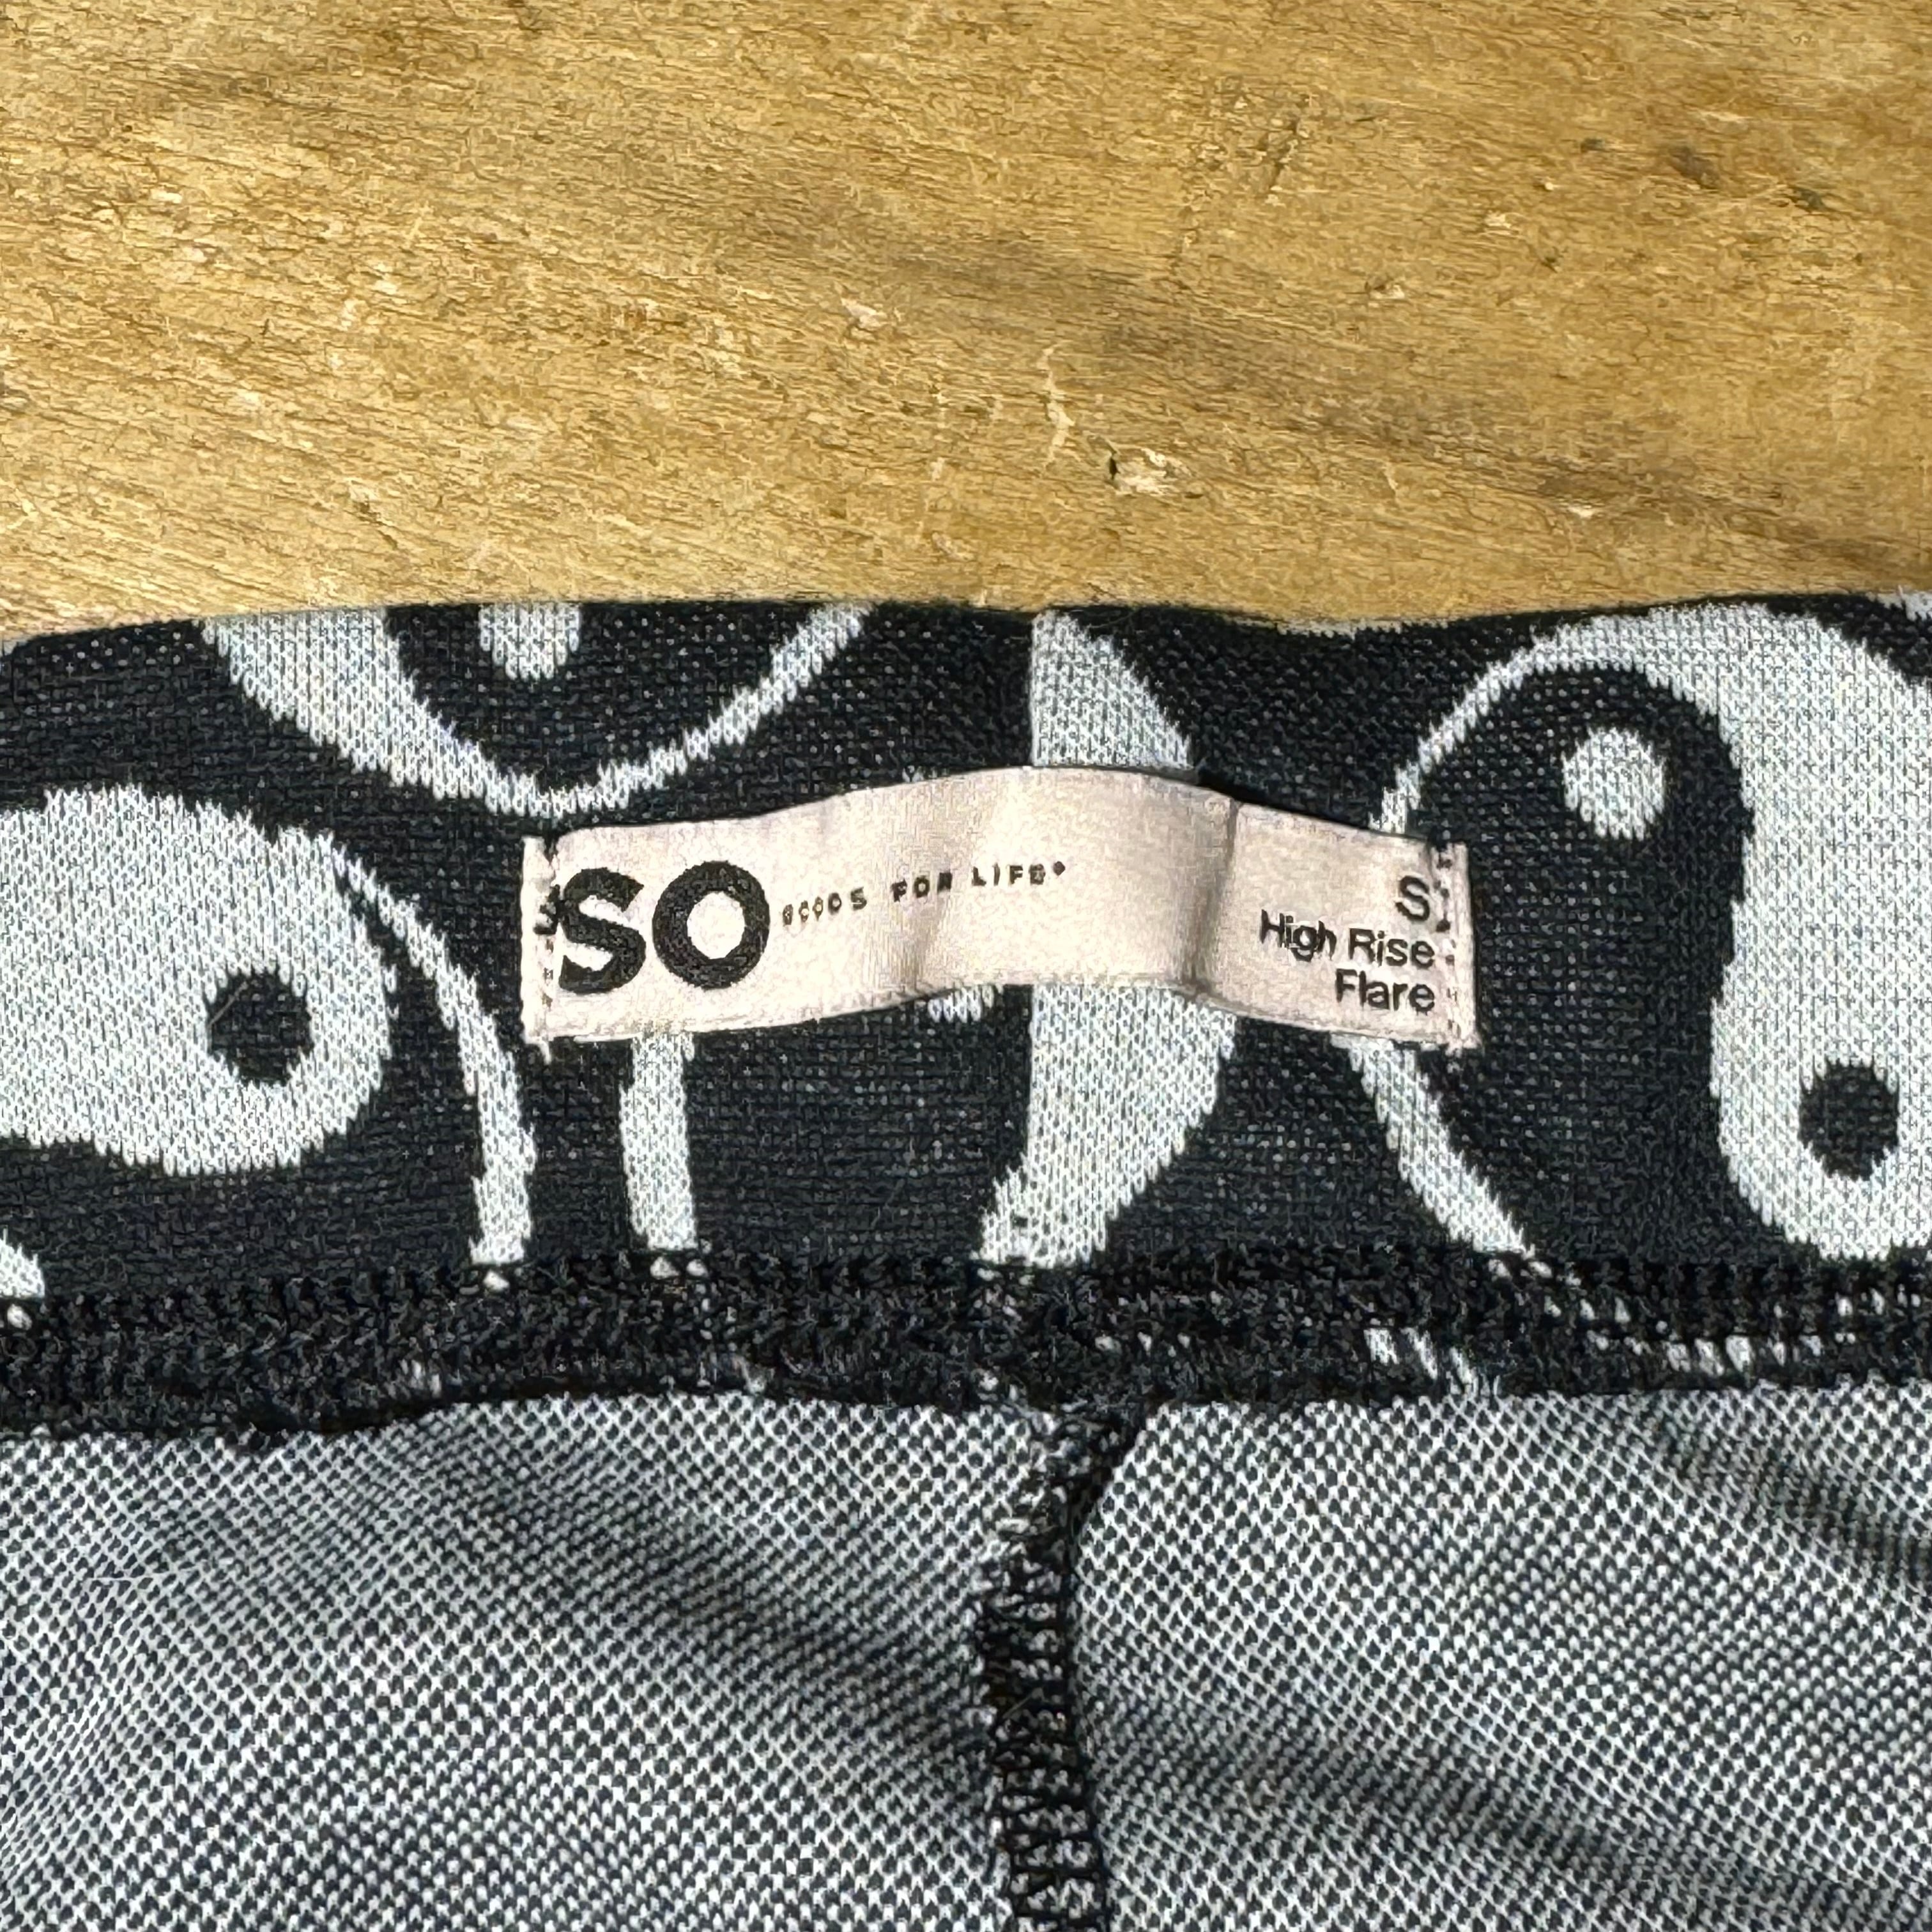 SO GOODS FOR LIFE®
S
High Rise
Flare